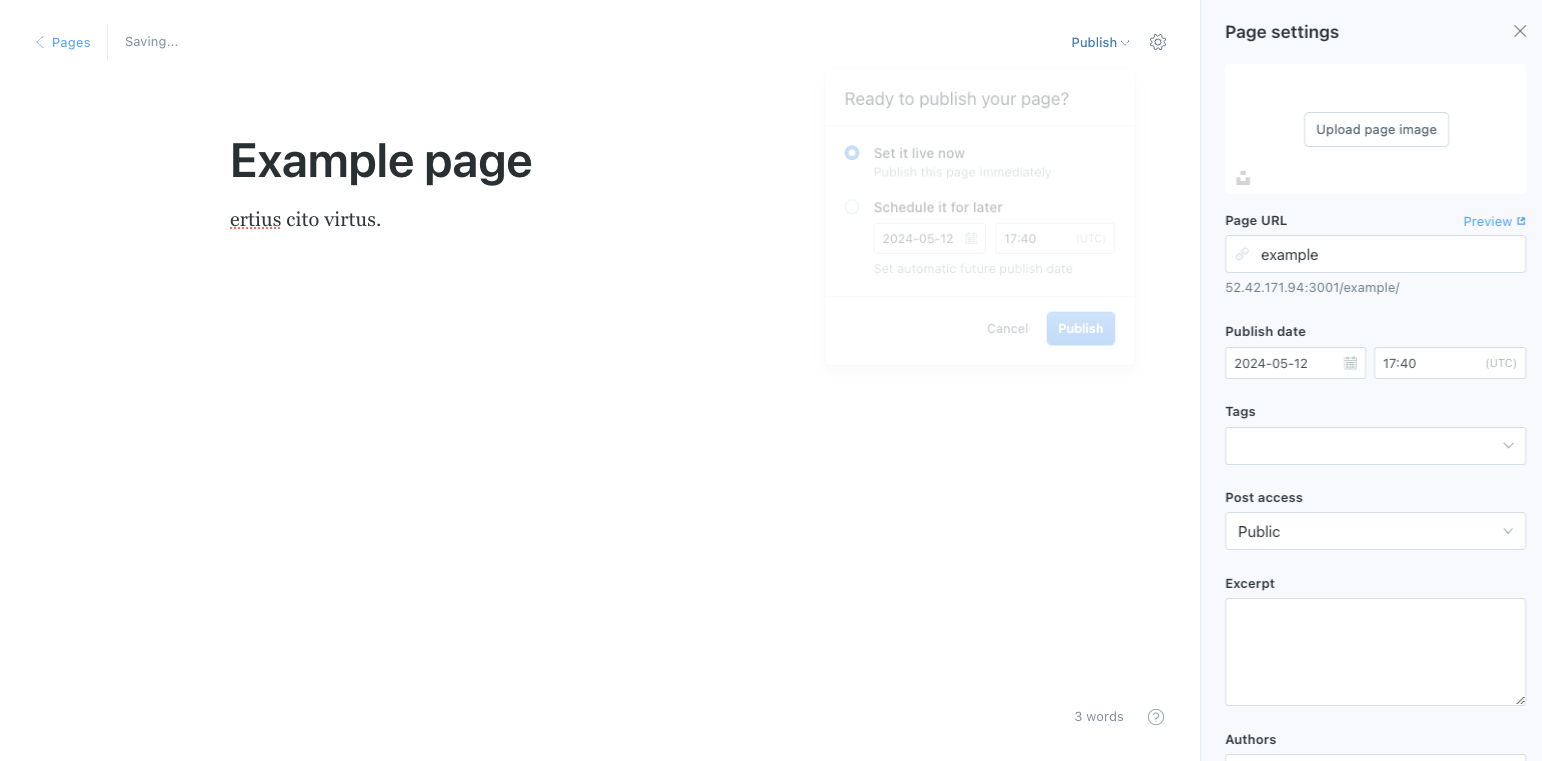 Pages
Saving...
Publish
Ready to publish your page?
Set it live now
Publish this page immediately
Schedule it for later
2024-05-12
17:40 (UTC)
Set automatic future publish date
Cancel
Publish
Example page
ertius cito virtus.
3 words
?
Page settings
Upload page image
Page URL
Preview
example
52.42.171.94:3001/example/
Publish date
2024-05-12
17:40 (UTC)
Tags
Post access
Public
Excerpt
Authors